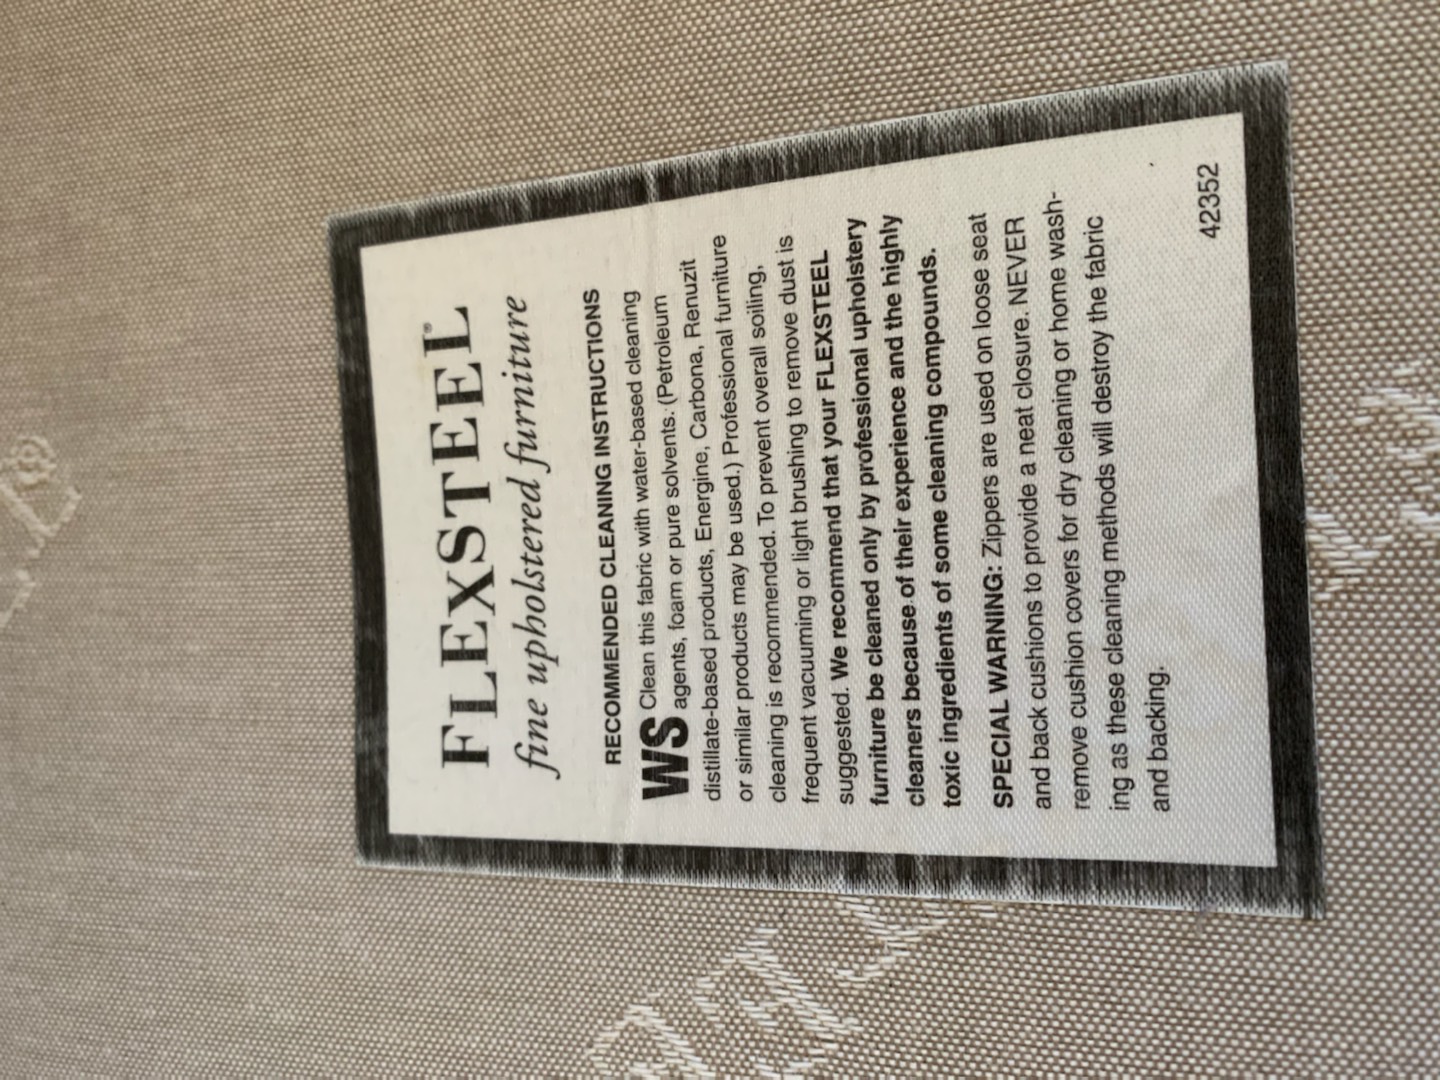 FLEXSTEEL®
fine upholstered furniture
RECOMMENDED CLEANING INSTRUCTIONS
WS Clean this fabric with water-based cleaning
agents, foam or pure solvents. (Petroleum
distillate-based products, Energine, Carbona, Renuzit
or similar products may be used.) Professional furniture
cleaning is recommended. To prevent overall soiling,
frequent vacuuming or light brushing to remove dust is
suggested. We recommend that your FLEXSTEEL
furniture be cleaned only by professional upholstery
cleaners because of their experience and the highly
toxic ingredients of some cleaning compounds.
SPECIAL WARNING: Zippers are used on loose seat
and back cushions to provide a neat closure. NEVER
remove cushion covers for dry cleaning or home wash-
ing as these cleaning methods will destroy the fabric
and backing.
42352